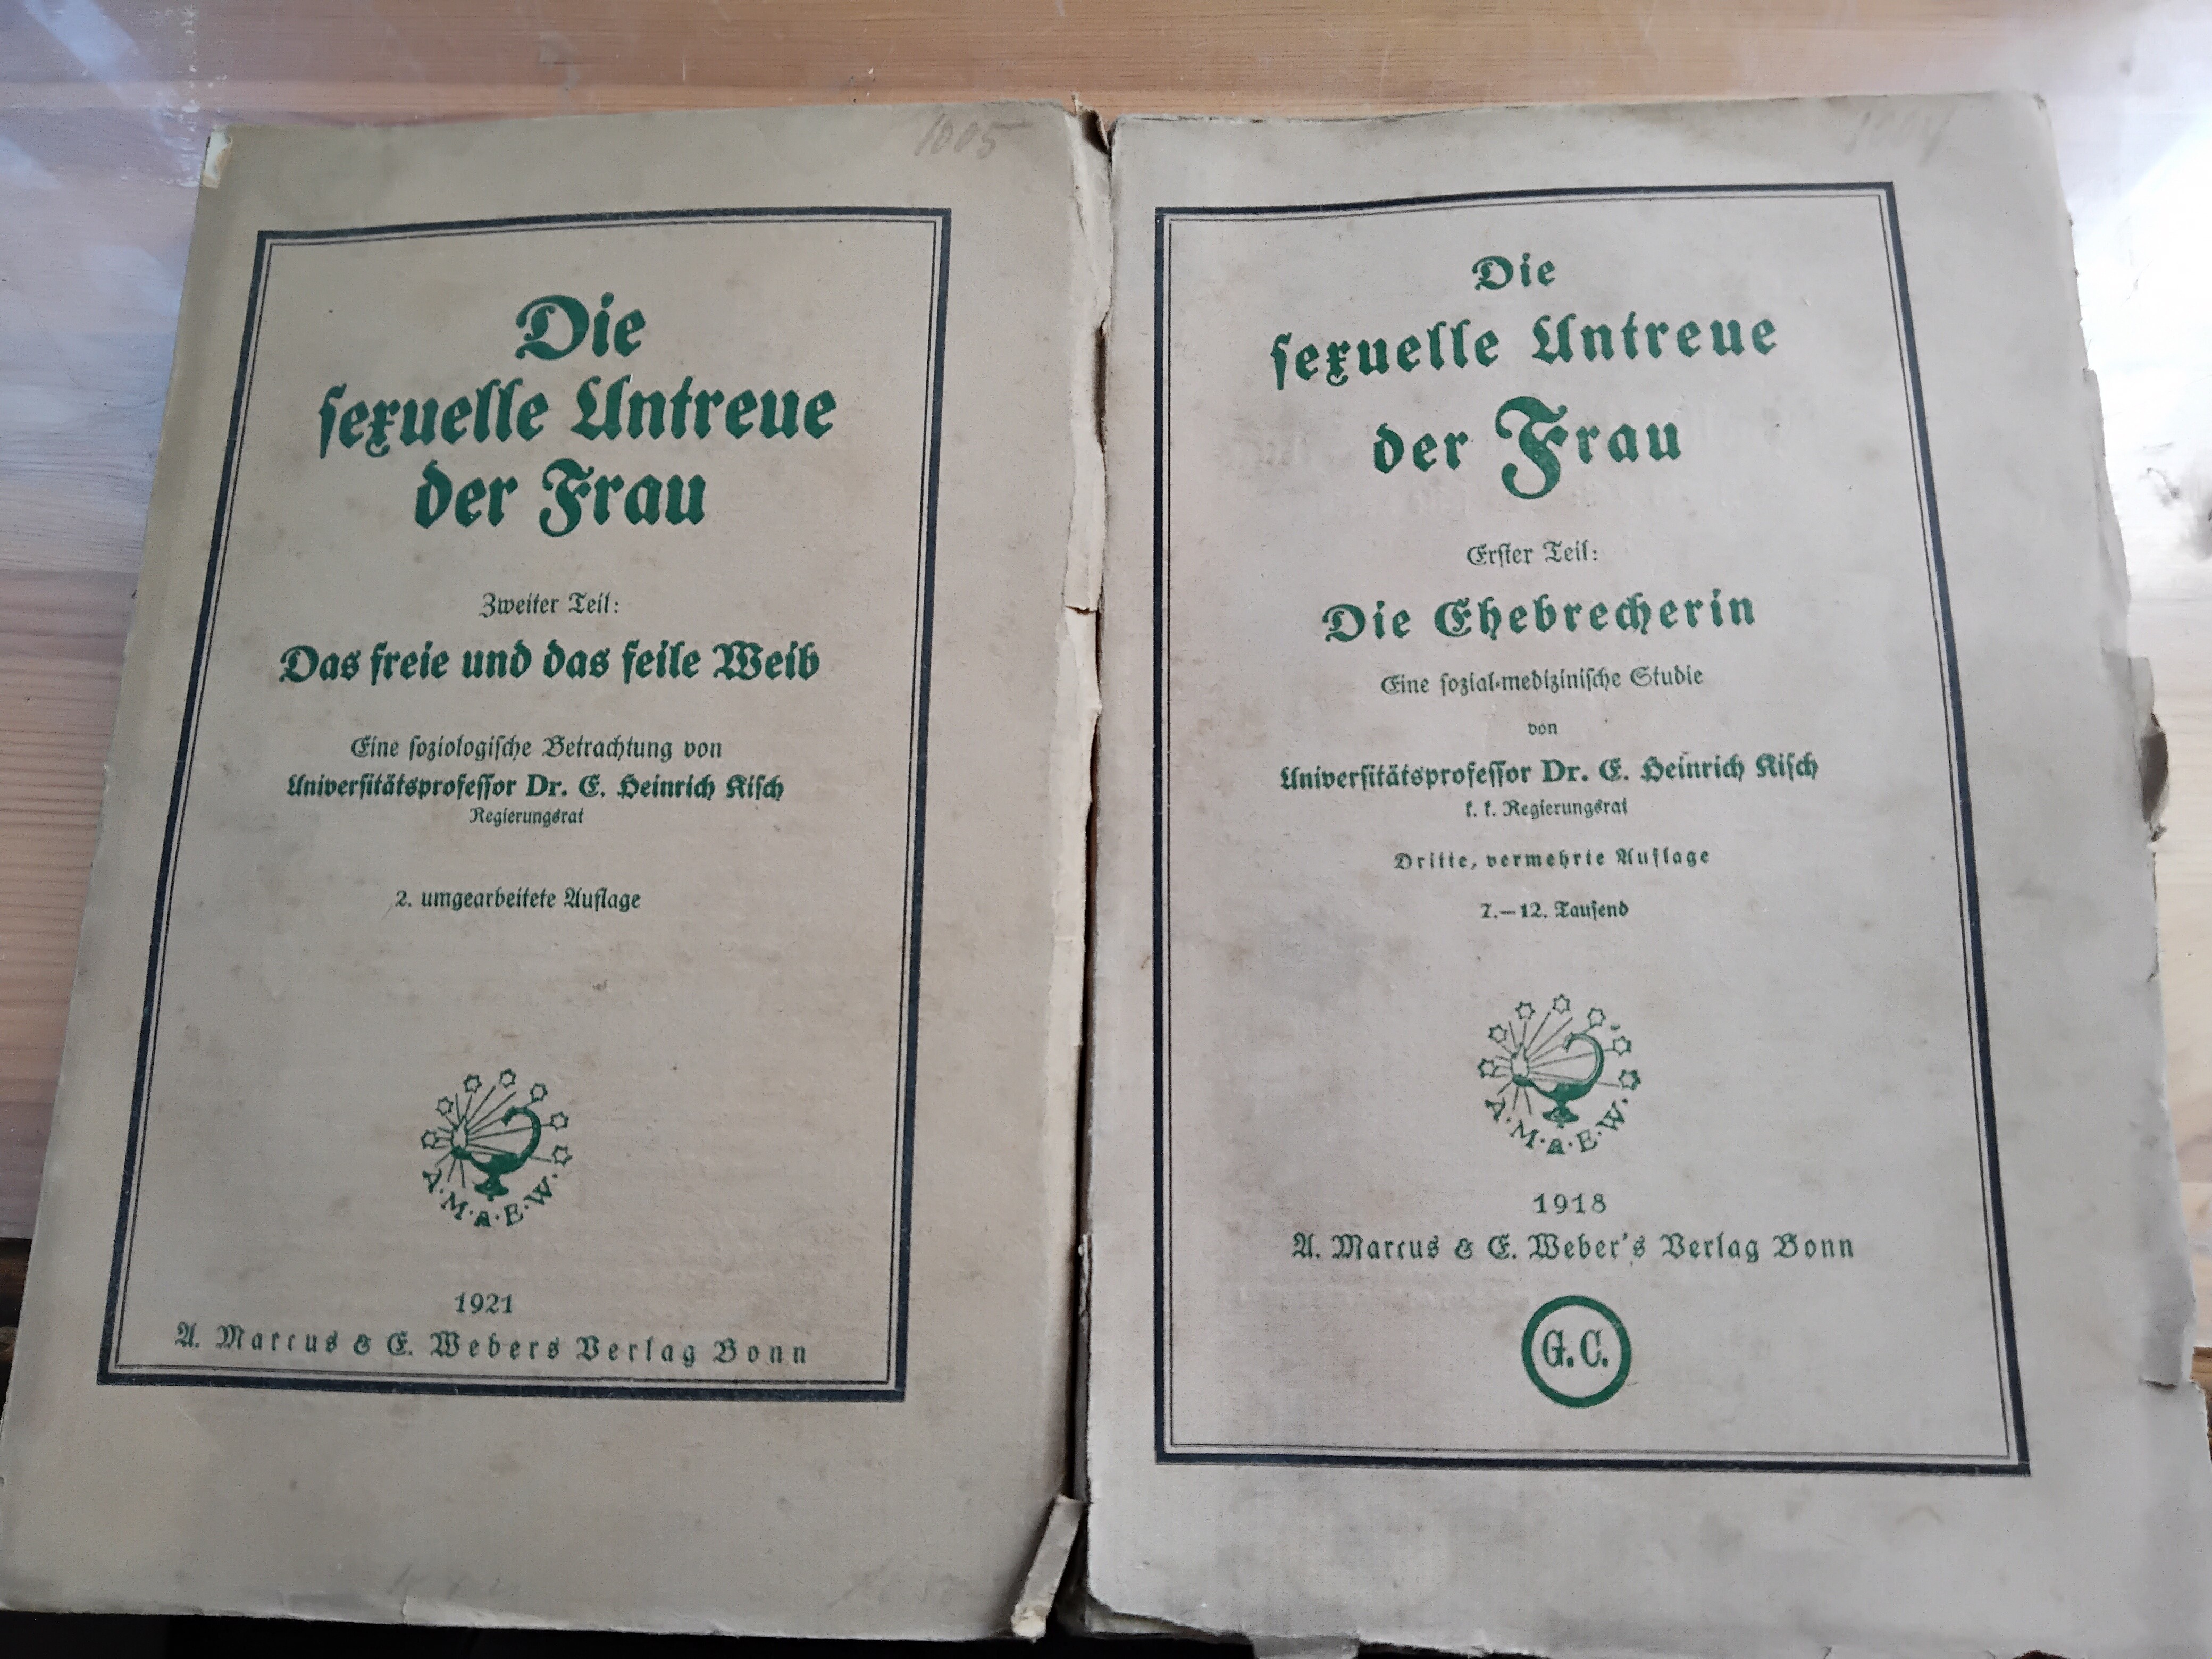 1005
Die
sexuelle Untreue
der Frau
Zweiter Teil:
Das freie und das feile Weib
Eine soziologische Betrachtung von
Universitätsprofessor Dr. E. Heinrich Kisch
Regierungsrat
2. umgearbeitete Auflage
A. M. & E. W.
1921
A. Marcus & E. Webers Verlag Bonn
Die
sexuelle Untreue
der Frau
Erster Teil:
Die Ehebrecherin
Eine sozial-medizinische Studie
von
Universitätsprofessor Dr. E. Heinrich Kisch
k. k. Regierungsrat
Dritte, vermehrte Auflage
7.–12. Tausend
A. M. & E. W.
1918
A. Marcus & E. Weber's Verlag Bonn
G. C.